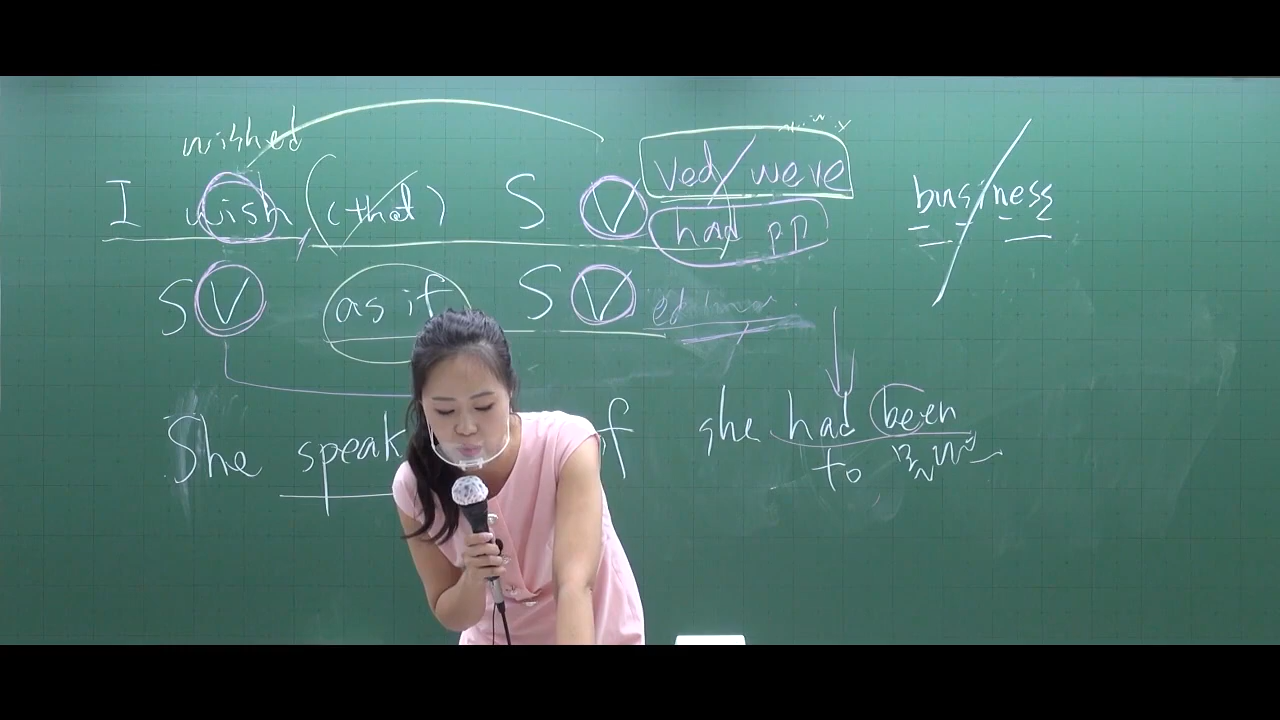 wished
I wish (that) S V ved/were
had pp
business
S V as if S V
She speak f she had been
to